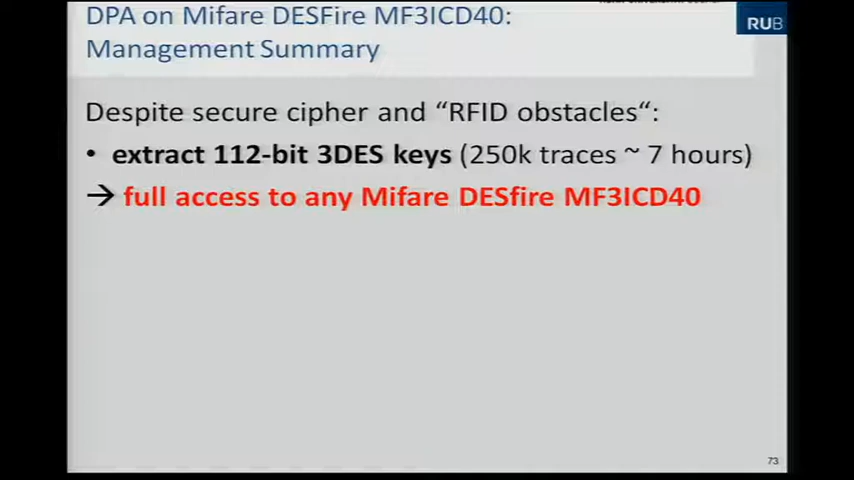 DPA on Mifare DESFire MF3ICD40:
Management Summary
RUB
Despite secure cipher and “RFID obstacles“:
• extract 112-bit 3DES keys (250k traces ~ 7 hours)
→ full access to any Mifare DESfire MF3ICD40
73